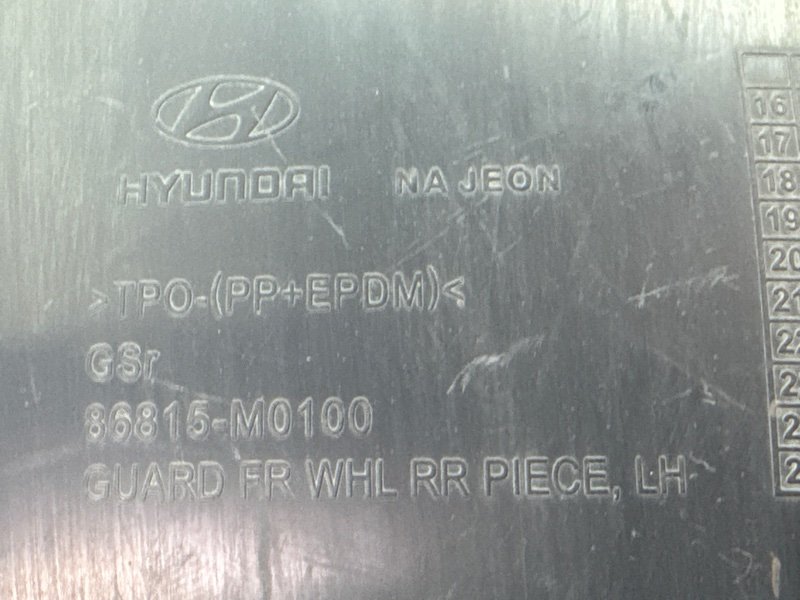 HYUNDAI NA JEON
>TPO-(PP+EPDM)<
GSr
86815-M0100
GUARD FR WHL RR PIECE, LH
16
17
18
19
20
21
22